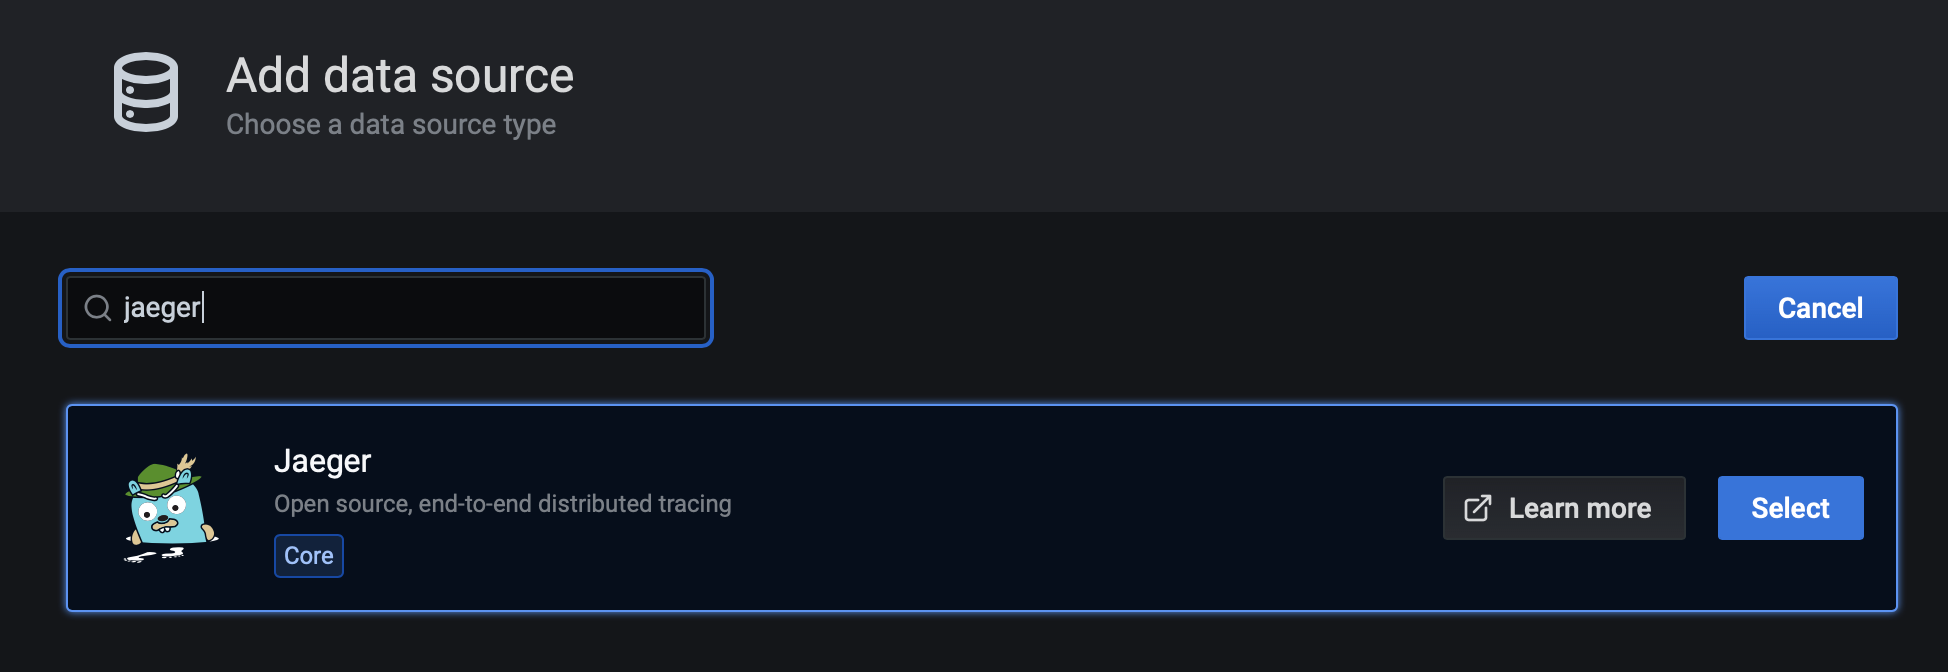 Add data source
Choose a data source type
jaeger
Cancel
Jaeger
Open source, end-to-end distributed tracing
Core
Learn more
Select